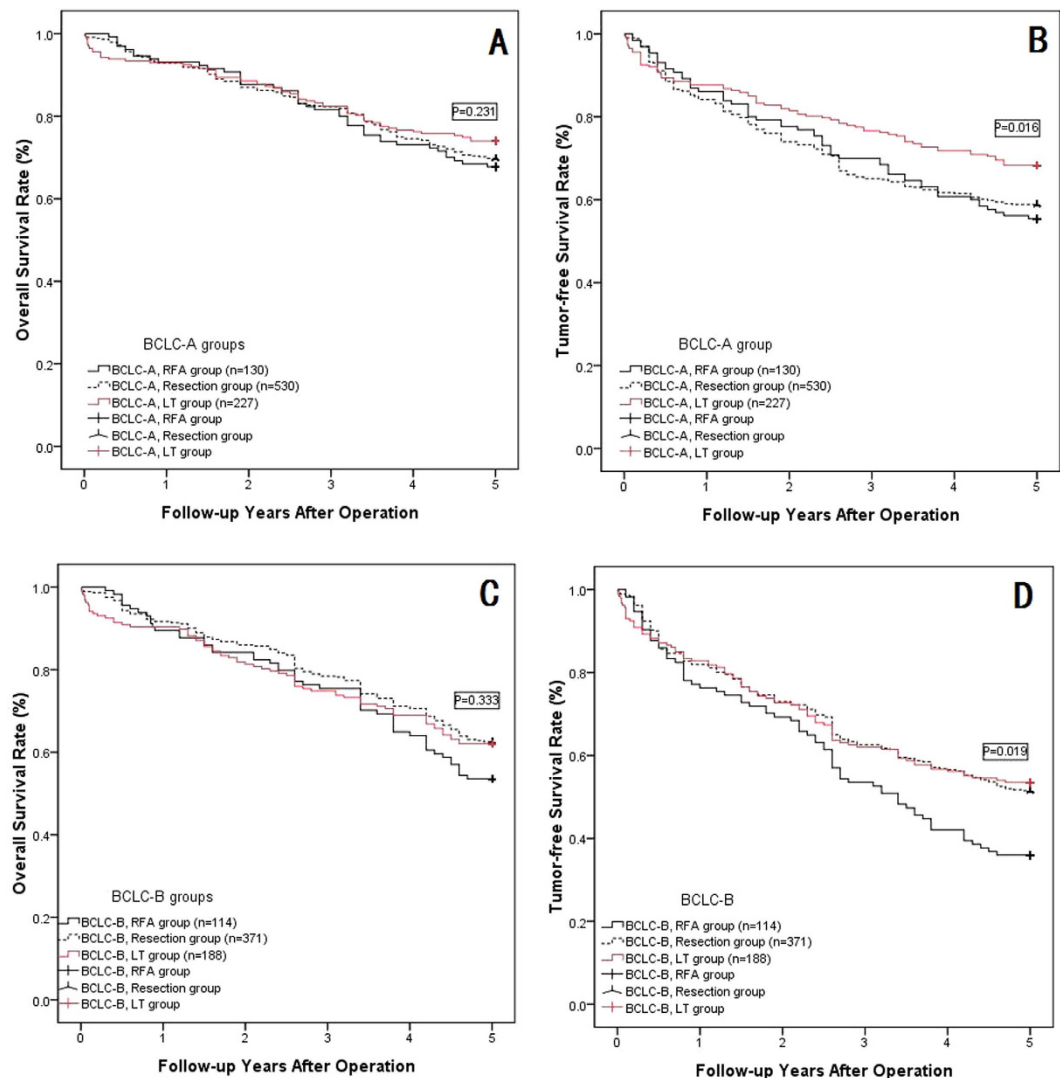 A
Overall Survival Rate (%)
1.0
0.8
0.6
0.4
0.2
0.0
P=0.231
BCLC-A groups
BCLC-A, RFA group (n=130)
BCLC-A, Resection group (n=530)
BCLC-A, LT group (n=227)
BCLC-A, RFA group
BCLC-A, Resection group
BCLC-A, LT group
0 1 2 3 4 5
Follow-up Years After Operation
B
Tumor-free Survival Rate (%)
1.0
0.8
0.6
0.4
0.2
0.0
P=0.016
BCLC-A group
BCLC-A, RFA group (n=130)
BCLC-A, Resection group (n=530)
BCLC-A, LT group (n=227)
BCLC-A, RFA group
BCLC-A, Resection group
BCLC-A, LT group
0 1 2 3 4 5
Follow-up Years After Operation
C
Overall Survival Rate (%)
1.0
0.8
0.6
0.4
0.2
0.0
P=0.333
BCLC-B groups
BCLC-B, RFA group (n=114)
BCLC-B, Resection group (n=371)
BCLC-B, LT group (n=188)
BCLC-B, RFA group
BCLC-B, Resection group
BCLC-B, LT group
0 1 2 3 4 5
Follow-up Years After Operation
D
Tumor-free Survival Rate (%)
1.0
0.8
0.6
0.4
0.2
0.0
P=0.019
BCLC-B
BCLC-B, RFA group (n=114)
BCLC-B, Resection group (n=371)
BCLC-B, LT group (n=188)
BCLC-B, RFA group
BCLC-B, Resection group
BCLC-B, LT group
0 1 2 3 4 5
Follow-up Years After Operation